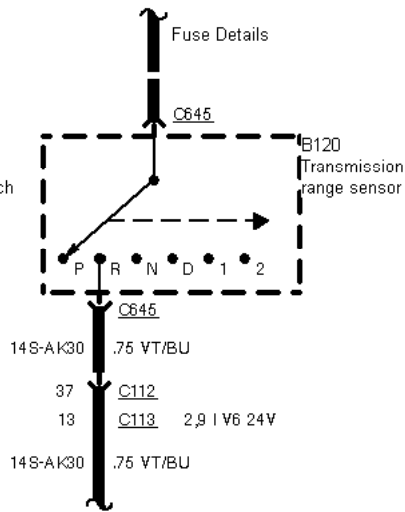 Fuse Details
C645
B120
Transmission
range sensor
ch
P R N D 1 2
C645
14S-AK30 .75 VT/BU
37 C112
13 C113 2,9 l V6 24V
14S-AK30 .75 VT/BU